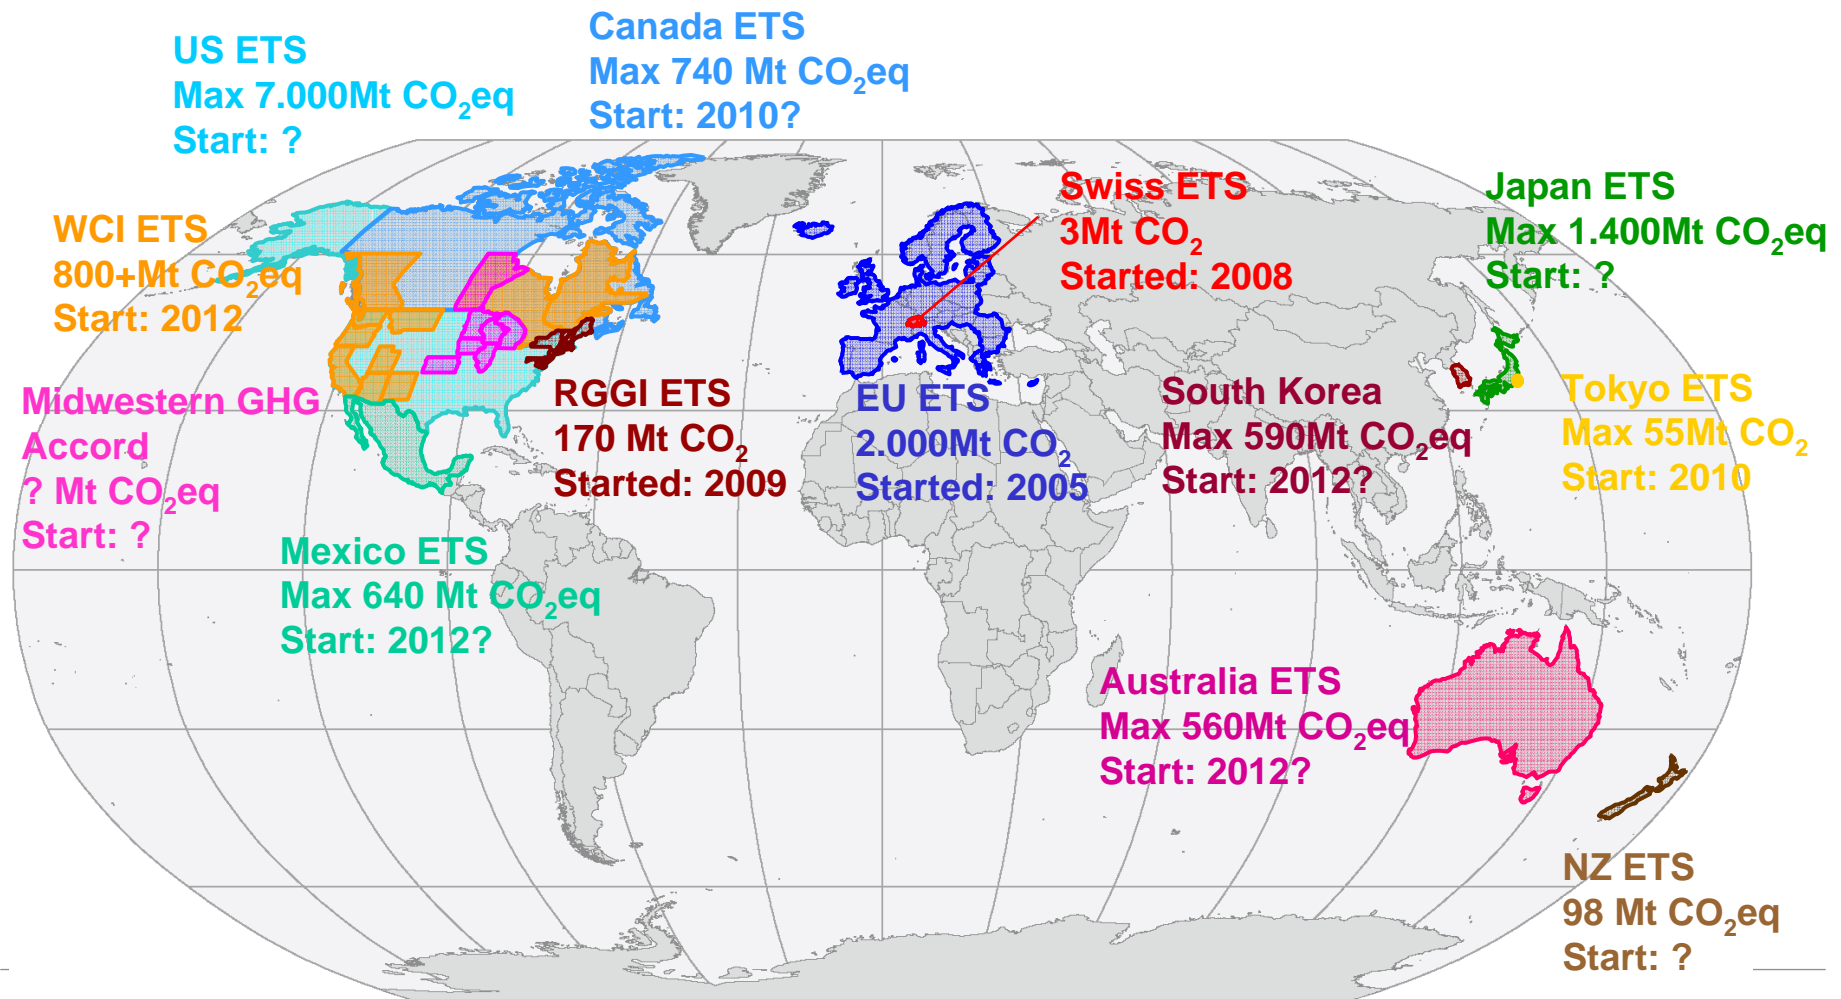 US ETS
Max 7.000Mt CO₂eq
Start: ?
Canada ETS
Max 740 Mt CO₂eq
Start: 2010?
WCI ETS
800+Mt CO₂eq
Start: 2012
Swiss ETS
3Mt CO₂
Started: 2008
Japan ETS
Max 1.400Mt CO₂eq
Start: ?
Midwestern GHG
Accord
? Mt CO₂eq
Start: ?
RGGI ETS
170 Mt CO₂
Started: 2009
EU ETS
2.000Mt CO₂
Started: 2005
South Korea
Max 590Mt CO₂eq
Start: 2012?
Tokyo ETS
Max 55Mt CO₂
Start: 2010
Mexico ETS
Max 640 Mt CO₂eq
Start: 2012?
Australia ETS
Max 560Mt CO₂eq
Start: 2012?
NZ ETS
98 Mt CO₂eq
Start: ?